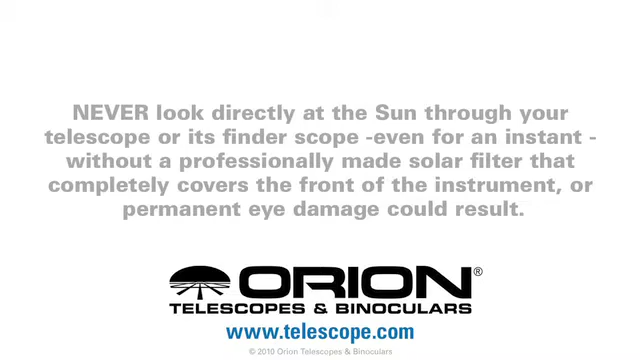 NEVER look directly at the Sun through your
telescope or its finder scope -even for an instant -
without a professionally made solar filter that
completely covers the front of the instrument, or
permanent eye damage could result.
ORION®
TELESCOPES & BINOCULARS
www.telescope.com
© 2010 Orion Telescopes & Binoculars